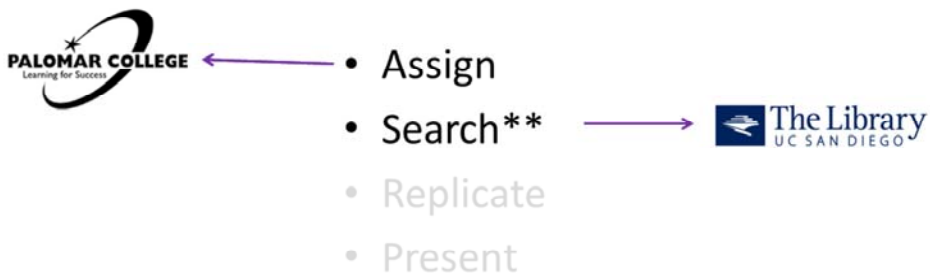 PALOMAR COLLEGE
Learning for Success
• Assign
• Search**
The Library
UC SAN DIEGO
• Replicate
• Present